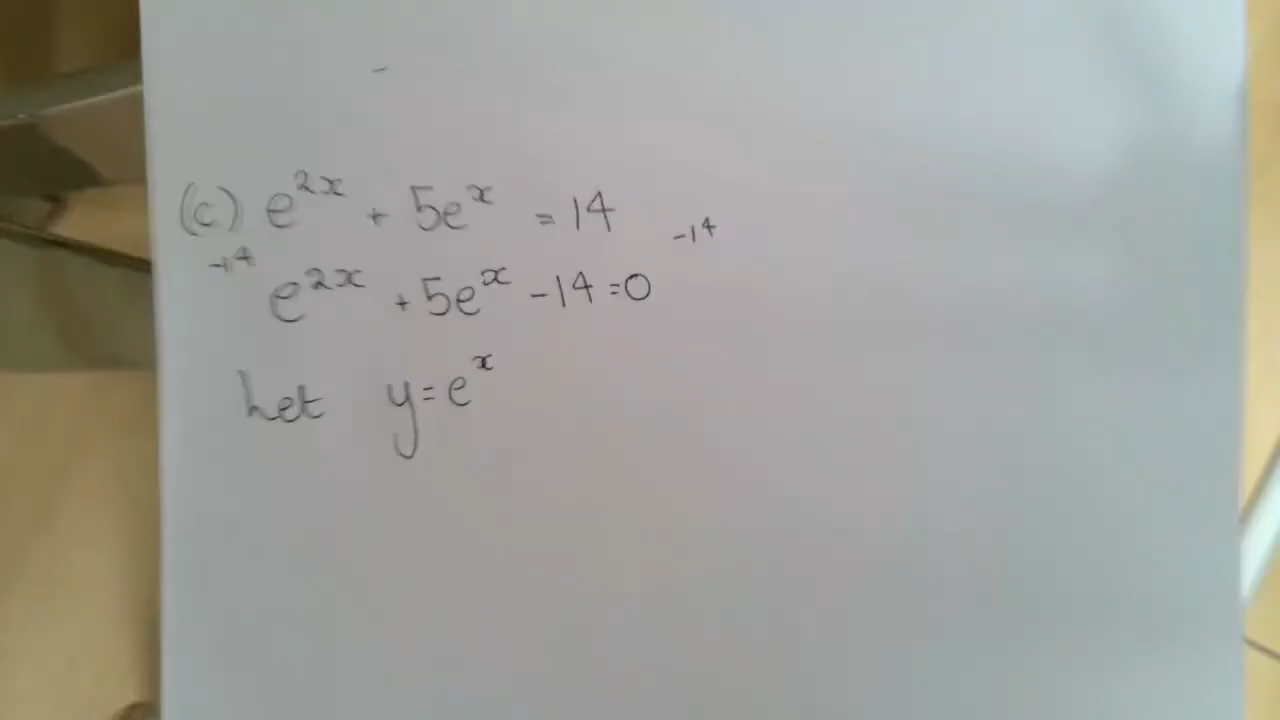 (c) e^{2x} + 5e^x = 14
-14 -14
e^{2x} + 5e^x - 14 = 0
Let y = e^x